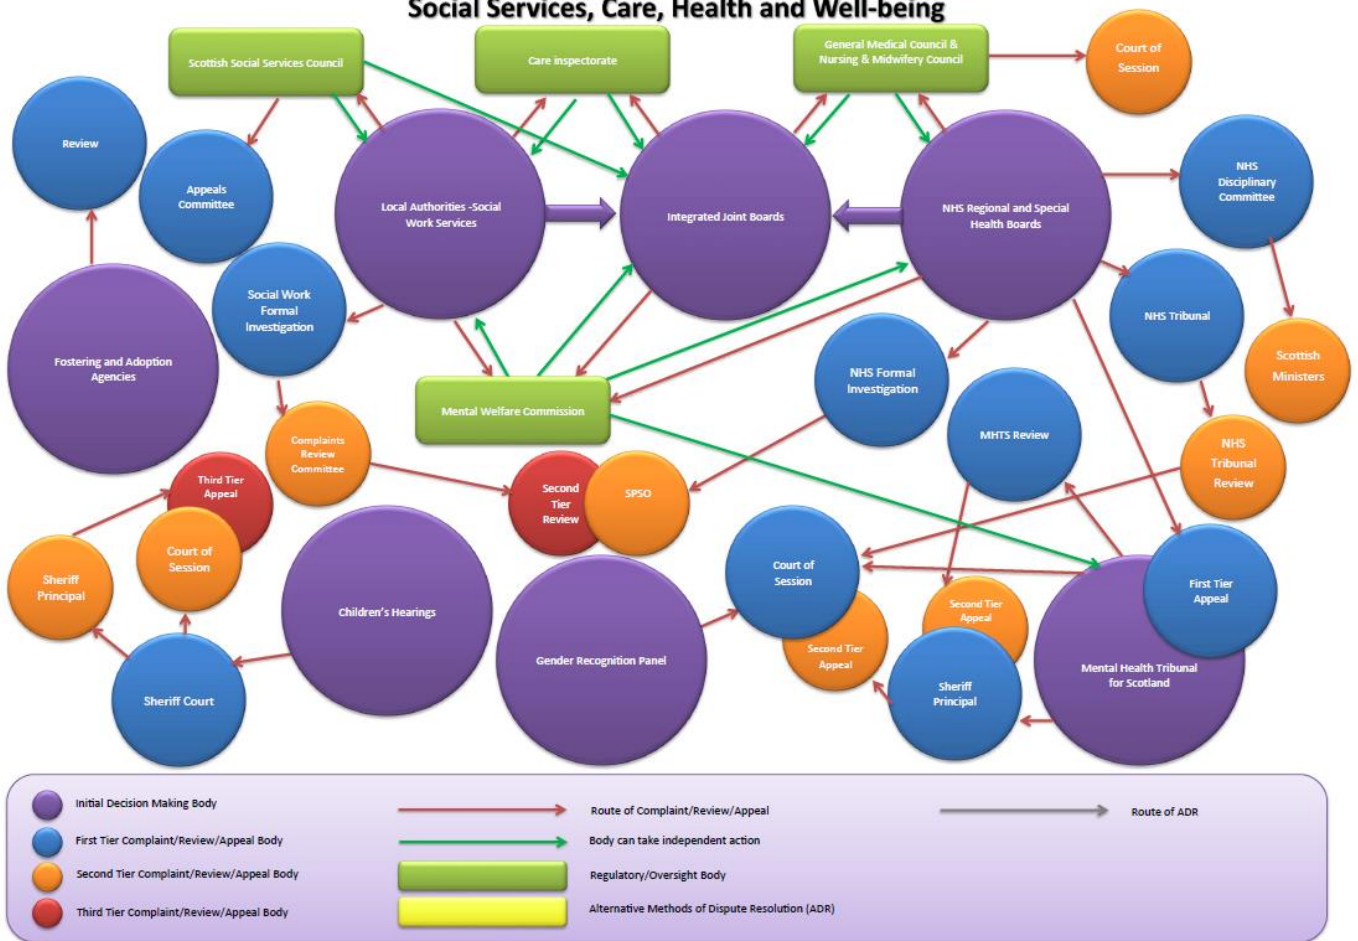 Social Services, Care, Health and Well-being
Scottish Social Services Council
Care inspectorate
General Medical Council &
Nursing & Midwifery Council
Court of
Session
Review
Appeals
Committee
Local Authorities -Social
Work Services
Integrated Joint Boards
NHS Regional and Special
Health Boards
NHS
Disciplinary
Committee
Social Work
Formal
Investigation
NHS Tribunal
Fostering and Adoption
Agencies
Scottish
Ministers
NHS Formal
Investigation
Mental Welfare Commission
MHTS Review
Complaints
Review
Committee
NHS
Tribunal
Review
Third Tier
Appeal
Second
Tier
Review
SPSO
Court of
Session
Sheriff
Principal
Court of
Session
First Tier
Appeal
Children's Hearings
Second Tier
Appeal
Gender Recognition Panel
Second Tier
Appeal
Mental Health Tribunal
for Scotland
Sheriff Court
Sheriff
Principal
Initial Decision Making Body
Route of Complaint/Review/Appeal
Route of ADR
First Tier Complaint/Review/Appeal Body
Body can take independent action
Second Tier Complaint/Review/Appeal Body
Regulatory/Oversight Body
Third Tier Complaint/Review/Appeal Body
Alternative Methods of Dispute Resolution (ADR)